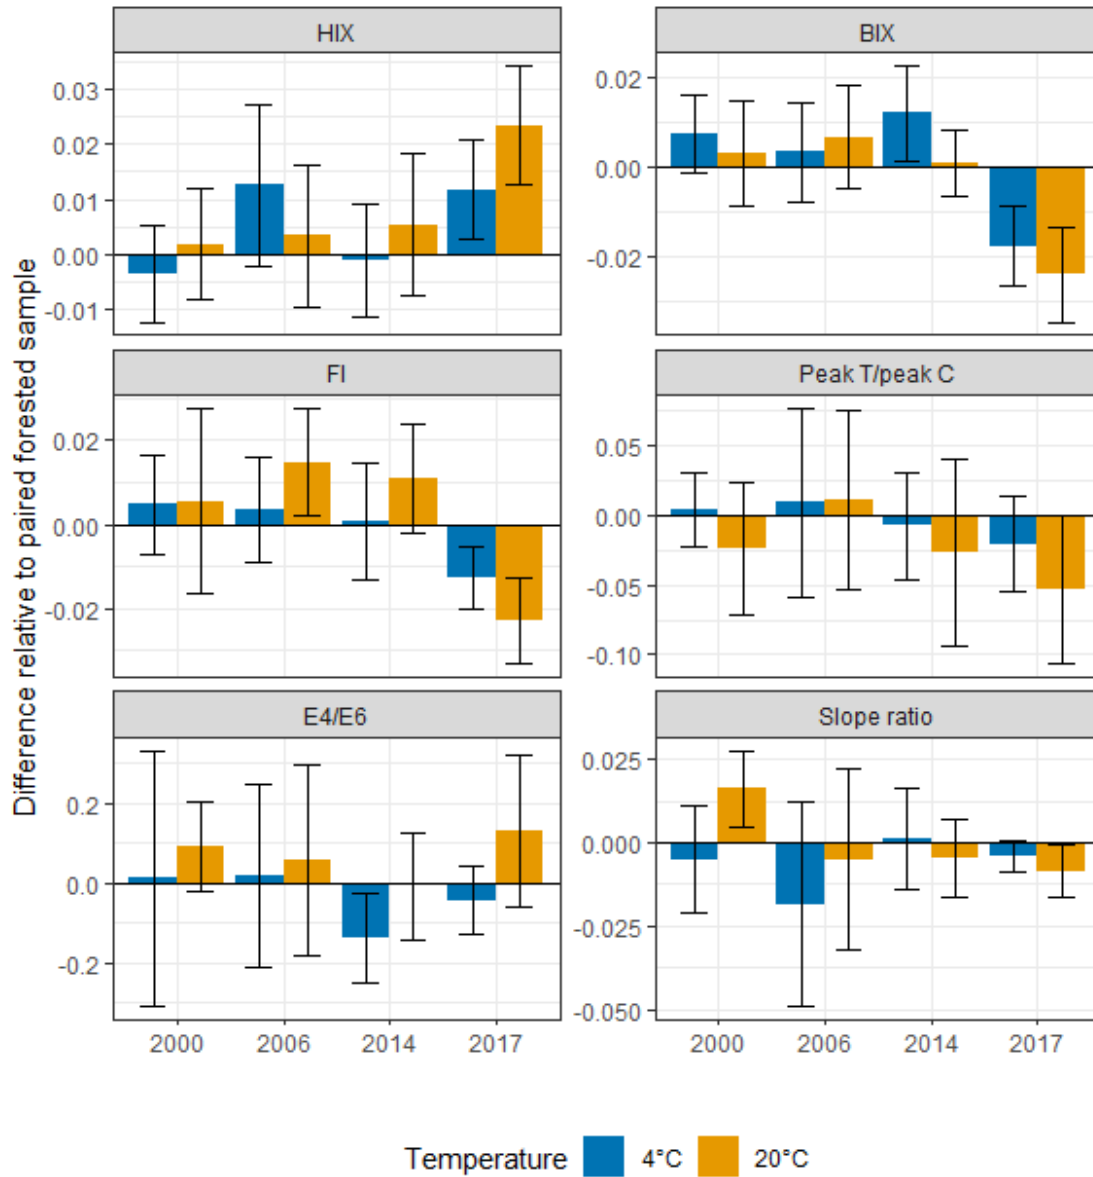 HIX
BIX
0.03
0.02
0.01
0.00
-0.01
0.02
0.00
-0.02
Difference relative to paired forested sample
FI
Peak T/peak C
0.02
0.00
-0.02
0.05
0.00
-0.05
-0.10
E4/E6
Slope ratio
0.2
0.0
-0.2
0.025
0.000
-0.025
-0.050
2000 2006 2014 2017
2000 2006 2014 2017
Temperature 4°C 20°C